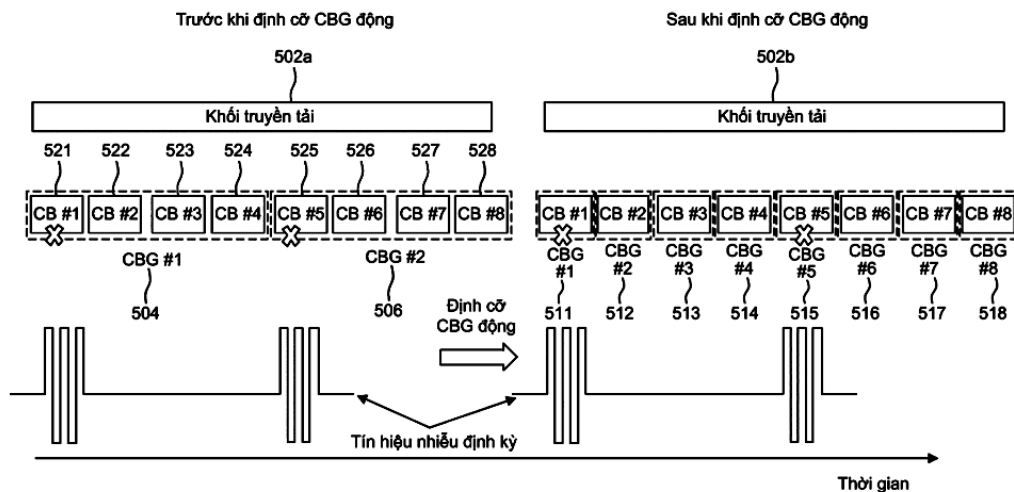 Trước khi định cỡ CBG động
Sau khi định cỡ CBG động
502a
502b
Khối truyền tải
Khối truyền tải
521 522 523 524 525 526 527 528
CB #1 CB #2 CB #3 CB #4 CB #5 CB #6 CB #7 CB #8
CB #1 CB #2 CB #3 CB #4 CB #5 CB #6 CB #7 CB #8
CBG #1
CBG #2
CBG CBG CBG CBG CBG CBG CBG CBG
#1 #2 #3 #4 #5 #6 #7 #8
504
506
Định cỡ
CBG động
511 512 513 514 515 516 517 518
Tín hiệu nhiễu định kỳ
Thời gian